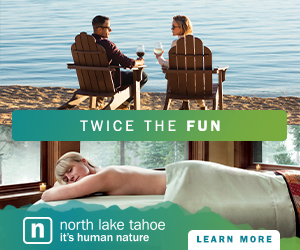 TWICE THE FUN
n north lake tahoe
it's human nature
LEARN MORE